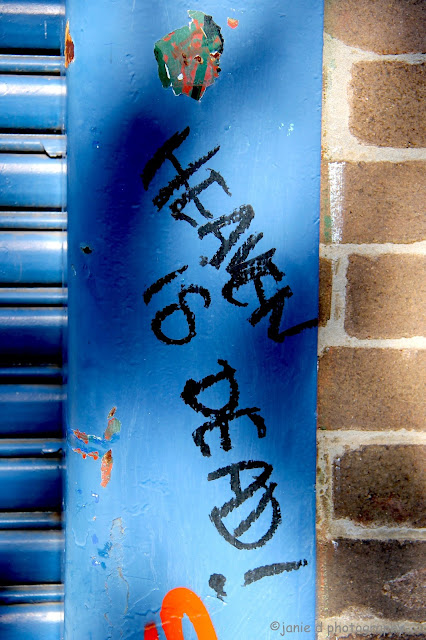 HEAVEN
IS
DEAD!
© janie d photography